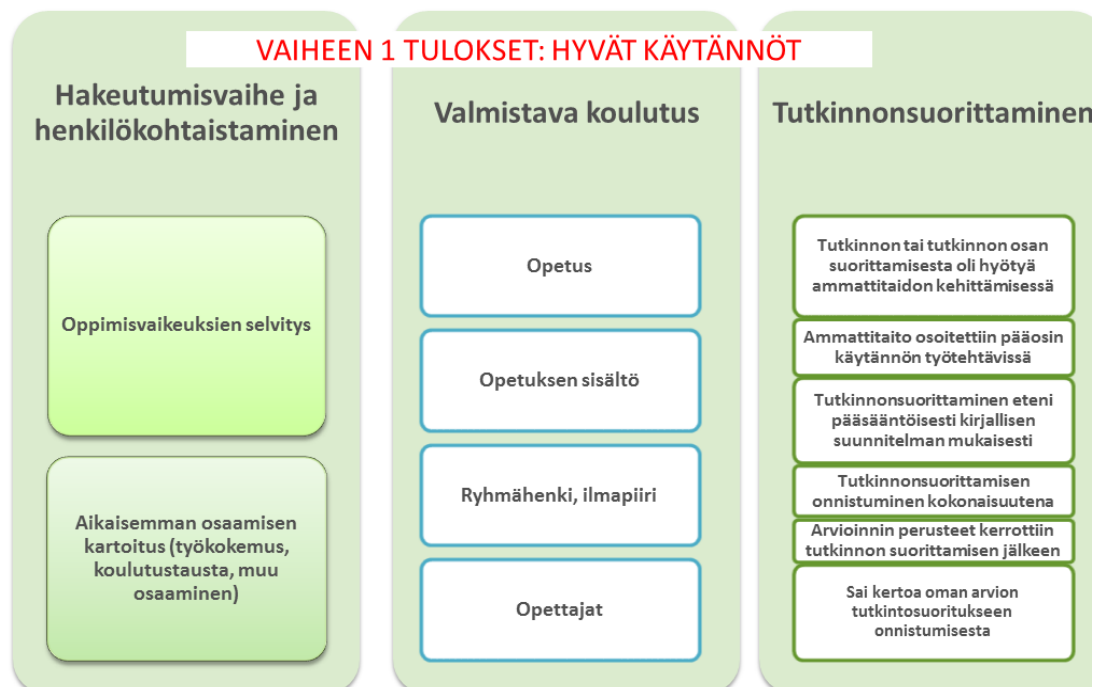 VAIHEEN 1 TULOKSET: HYVÄT KÄYTÄNNÖT
Hakeutumisvaihe ja
henkilökohtaistaminen
Oppimisvaikeuksien selvitys
Aikaisemman osaamisen
kartoitus (työkokemus,
koulutustausta, muu
osaaminen)
Valmistava koulutus
Opetus
Opetuksen sisältö
Ryhmähenki, ilmapiiri
Opettajat
Tutkinnonsuorittaminen
Tutkinnon tai tutkinnon osan
suorittamisesta oli hyötyä
ammattitaidon kehittämisessä
Ammattitaito osoitettiin pääosin
käytännön työtehtävissä
Tutkinnonsuorittaminen eteni
pääsääntöisesti kirjallisen
suunnitelman mukaisesti
Tutkinnonsuorittamisen
onnistuminen kokonaisuutena
Arvioinnin perusteet kerrottiin
tutkinnon suorittamisen jälkeen
Sai kertoa oman arvion
tutkintosuoritukseen
onnistumisesta